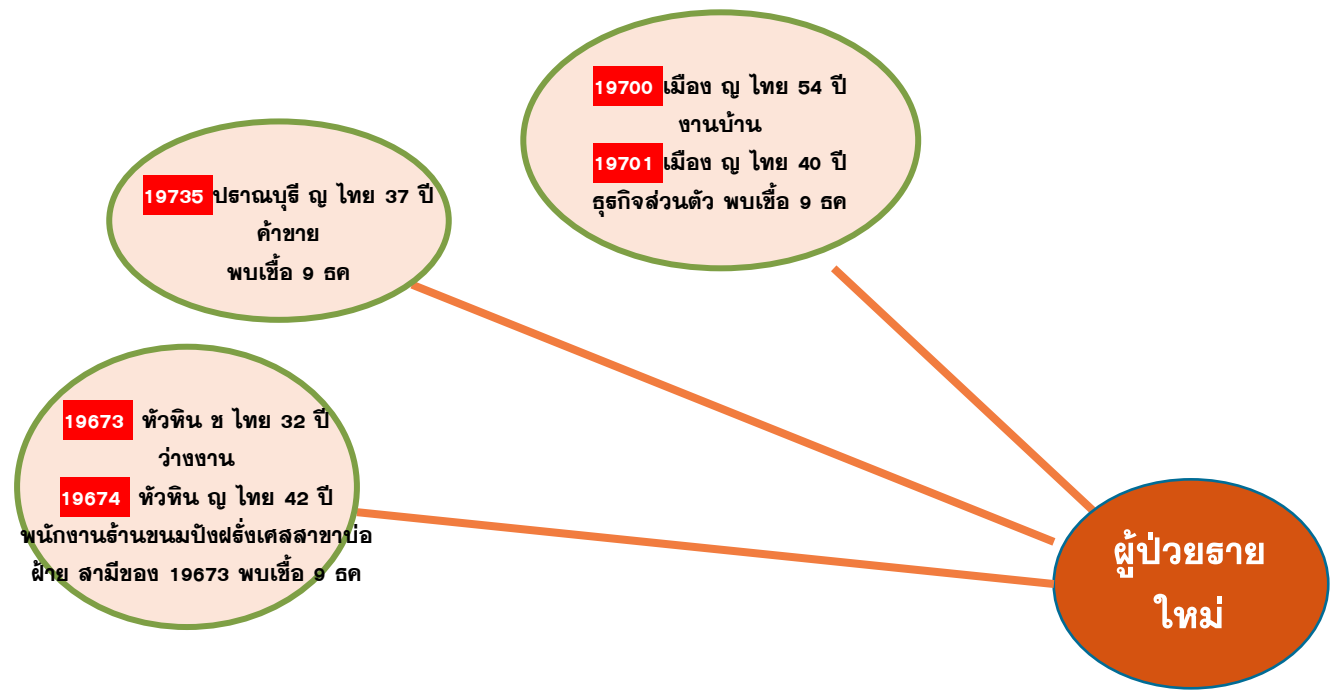 19700 เมือง ญ ไทย 54 ปี
งานบ้าน
19701 เมือง ญ ไทย 40 ปี
ธุรกิจส่วนตัว พบเชื้อ 9 ธค
19735 ปราณบุรี ญ ไทย 37 ปี
ค้าขาย
พบเชื้อ 9 ธค
19673 หัวหิน ช ไทย 32 ปี
ว่างงาน
19674 หัวหิน ญ ไทย 42 ปี
พนักงานร้านขนมปังฝรั่งเศสสาขาบ่อ
ฝ้าย สามีของ 19673 พบเชื้อ 9 ธค
ผู้ป่วยราย
ใหม่